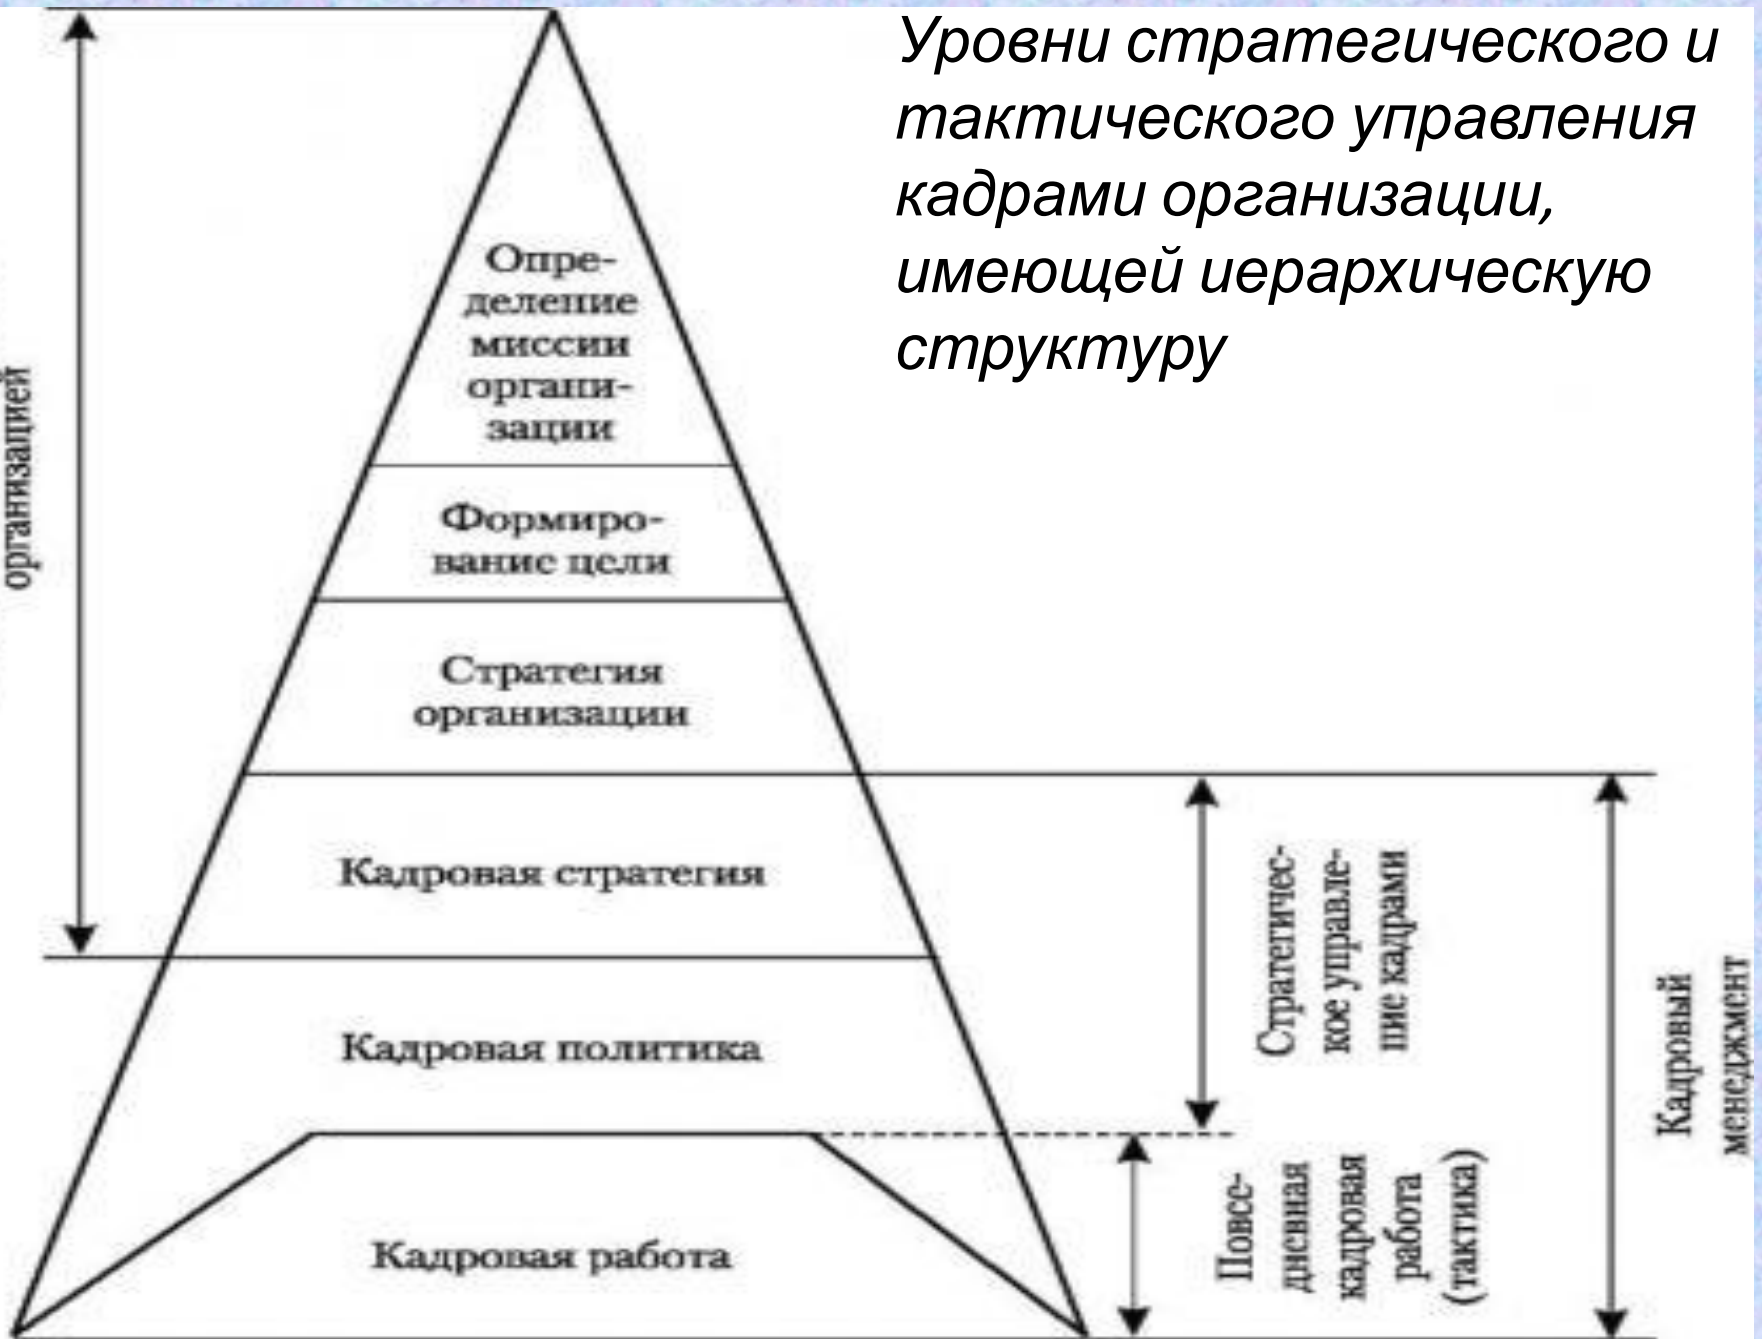 Уровни стратегического и
тактического управления
кадрами организации,
имеющей иерархическую
структуру
организацией
Опре-
деление
миссии
органи-
зации
Формиро-
вание цели
Стратегия
организации
Кадровая стратегия
Кадровая политика
Кадровая работа
Стратегичес-
кое управле-
ние кадрами
Повсе-
дневная
кадровая
работа
(тактика)
Кадровый
менеджмент